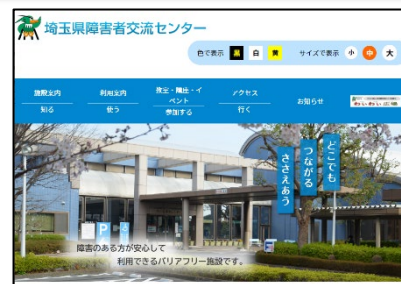 埼玉県障害者交流センター
色で表示 黒 白 黄 サイズで表示 小 中 大
施設案内 利用案内 教室・講座・イベント アクセス お知らせ
知る 使う 参加する 行く
どこでも
つながる
ささえあう
P
障害のある方が安心して
利用できるバリアフリー施設です。